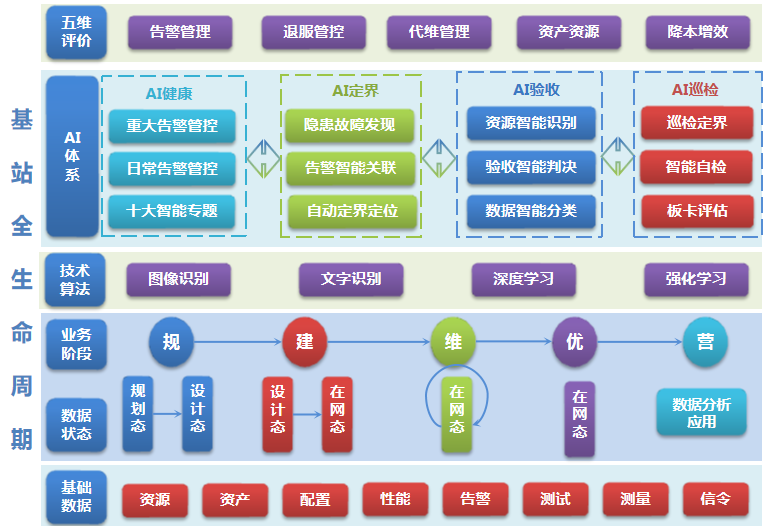 基站全生命周期
五维
评价
告警管理
退服管控
代维管理
资产资源
降本增效
AI
体
系
AI健康
重大告警管控
日常告警管控
十大智能专题
AI定界
隐患故障发现
告警智能关联
自动定界定位
AI验收
资源智能识别
验收智能判决
数据智能分类
AI巡检
巡检定界
智能自检
板卡评估
技术
算法
图像识别
文字识别
深度学习
强化学习
业务
阶段
规
建
维
优
营
数据
状态
规划态
设计态
设计态
在网态
在网态
在网态
数据分析
应用
基础
数据
资源
资产
配置
性能
告警
测试
测量
信令